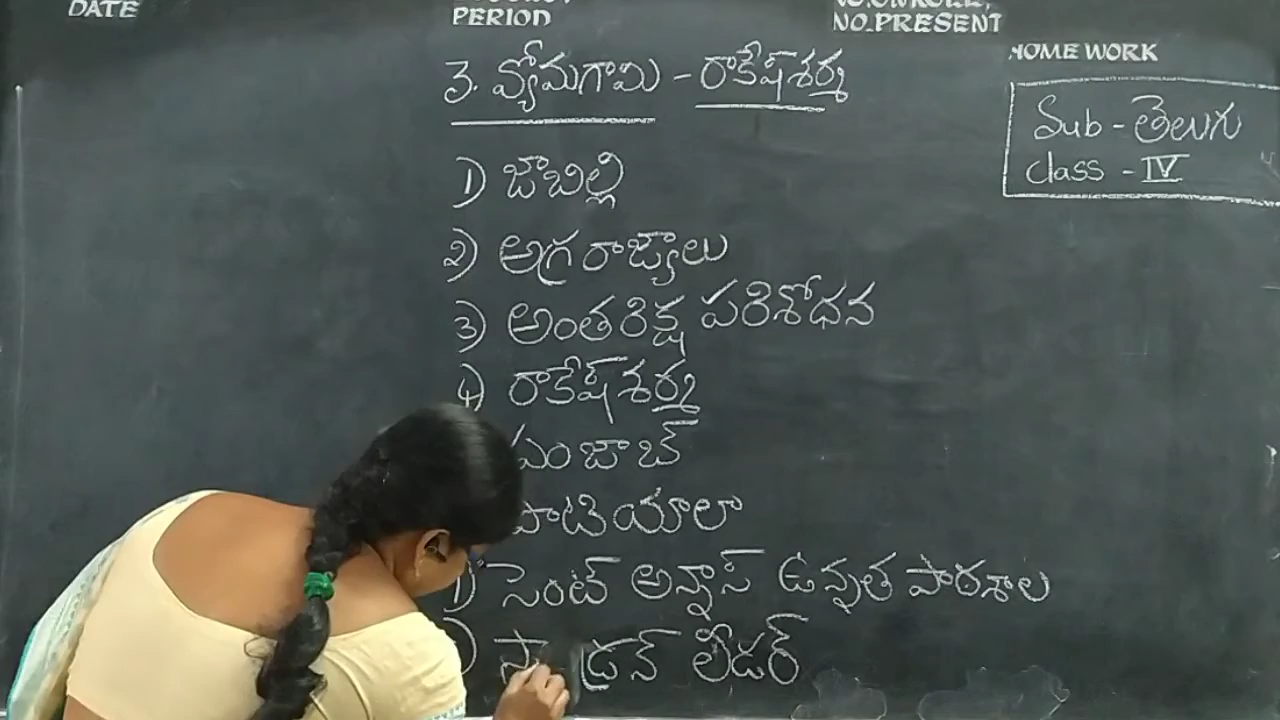 DATE
PERIOD
NO.PRESENT
HOME WORK
3. వ్యోమగామి - రాకేష్‌శర్మ
Sub - తెలుగు
Class - IV
1) జాబిల్లి
2) అగ్రరాజ్యాలు
3) అంతరిక్ష పరిశోధన
4) రాకేష్‌శర్మ
పంజాబ్
పాటియాలా
సెంట్ అన్నాస్ ఉన్నత పాఠశాల
లీడర్